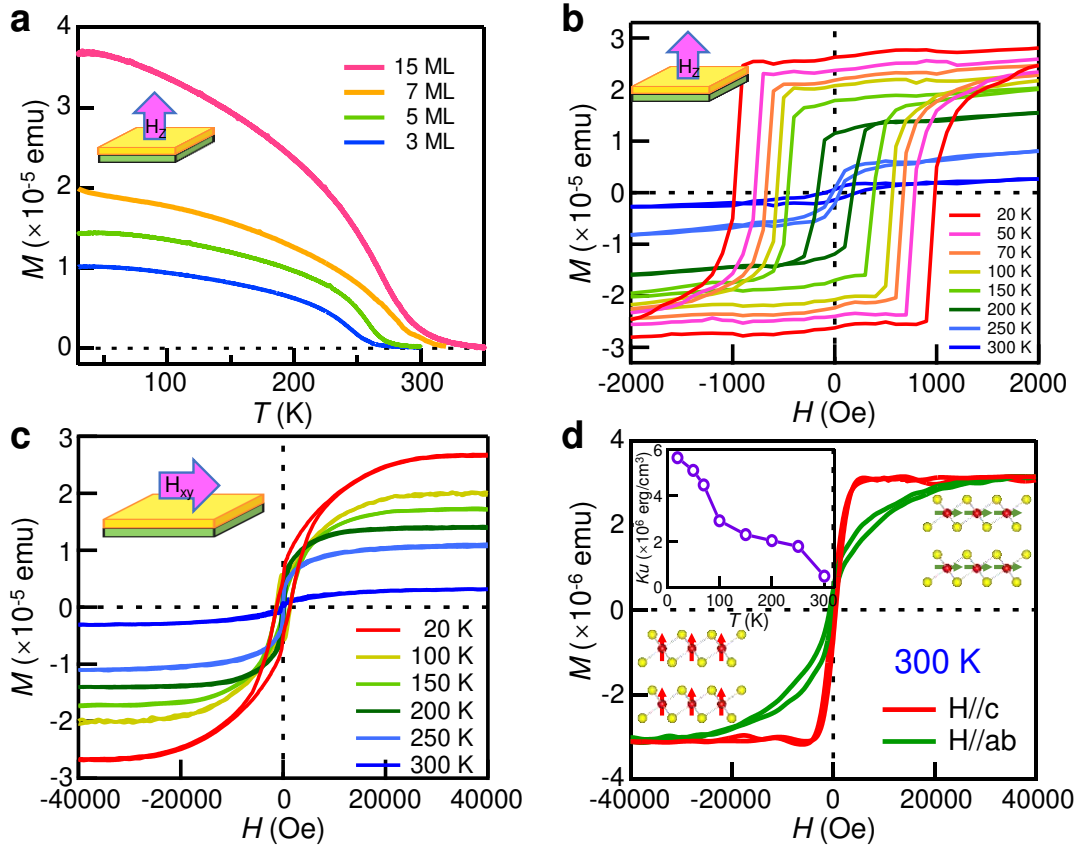 a
4
3
2
1
0
M (× 10⁻⁵ emu)
Hz
15 ML
7 ML
5 ML
3 ML
100
200
300
T (K)
b
3
2
1
0
-1
-2
-3
M (× 10⁻⁵ emu)
Hz
20 K
50 K
70 K
100 K
150 K
200 K
250 K
300 K
-2000
-1000
0
1000
2000
H (Oe)
c
3
2
1
0
-1
-2
-3
M (×10⁻⁵ emu)
Hxy
20 K
100 K
150 K
200 K
250 K
300 K
-40000
-20000
0
20000
40000
H (Oe)
d
4
2
0
-2
-4
M (×10⁻⁶ emu)
6
4
2
0
Ku (×10⁶ erg/cm³)
0
100
200
300
T (K)
300 K
H//c
H//ab
-40000
-20000
0
20000
40000
H (Oe)